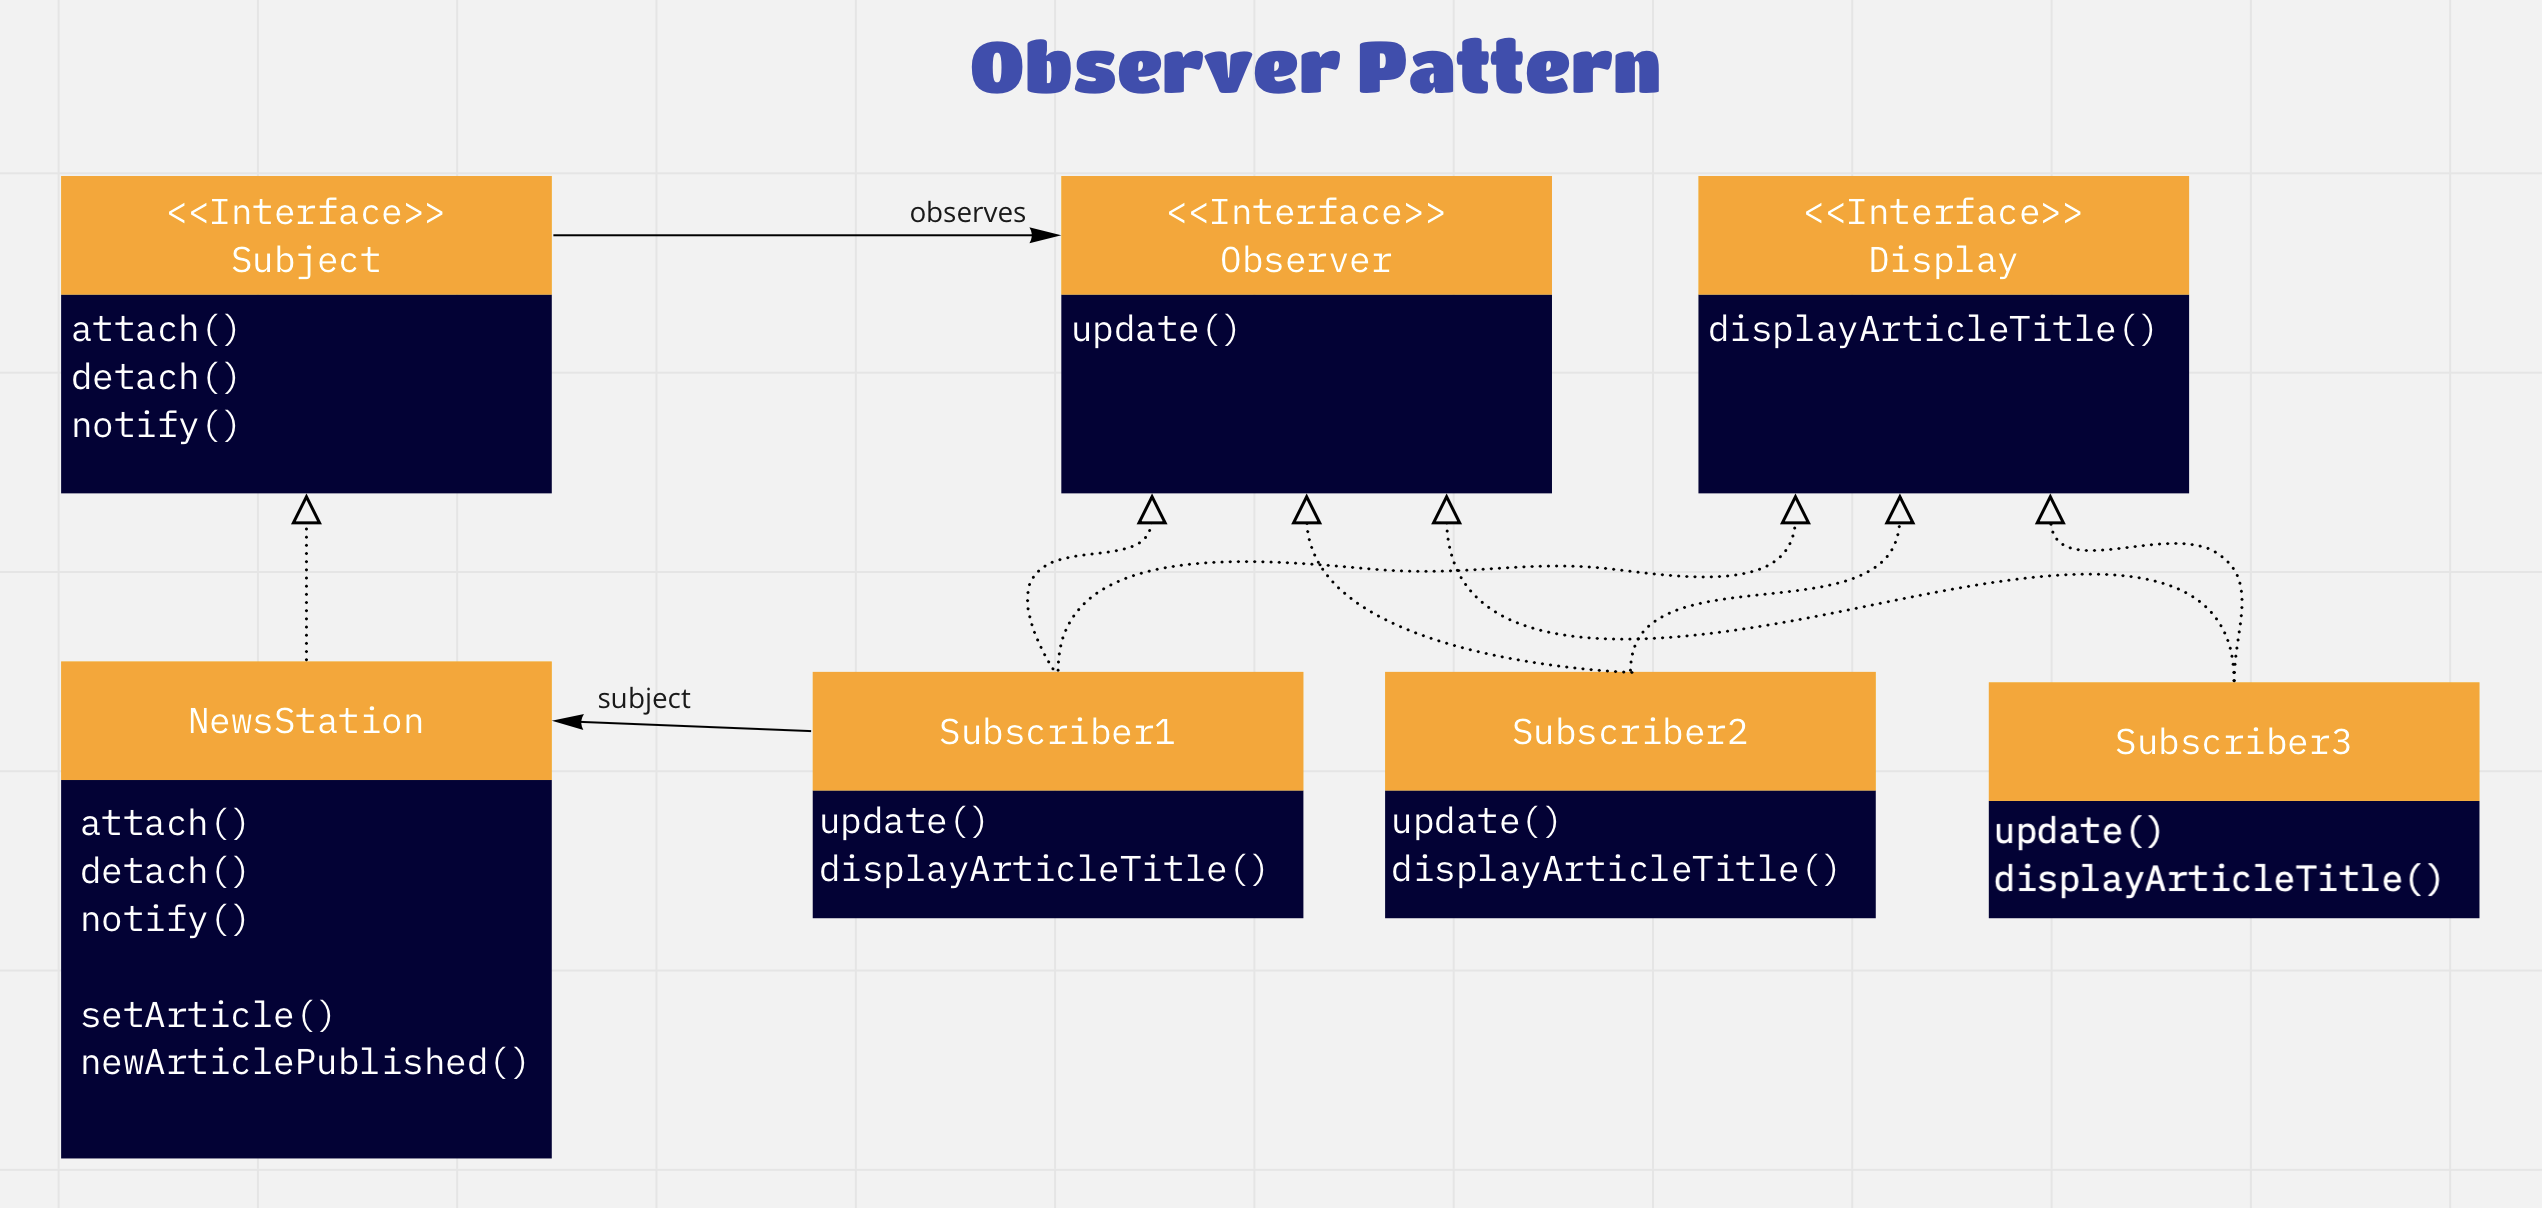 Observer Pattern
<<Interface>>
Subject
attach()
detach()
notify()
observes
<<Interface>>
Observer
update()
<<Interface>>
Display
displayArticleTitle()
NewsStation
attach()
detach()
notify()
setArticle()
newArticlePublished()
subject
Subscriber1
update()
displayArticleTitle()
Subscriber2
update()
displayArticleTitle()
Subscriber3
update()
displayArticleTitle()